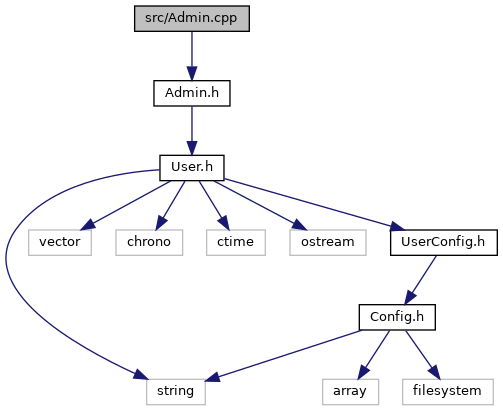 src/Admin.cpp
Admin.h
User.h
vector
chrono
ctime
ostream
UserConfig.h
Config.h
string
array
filesystem